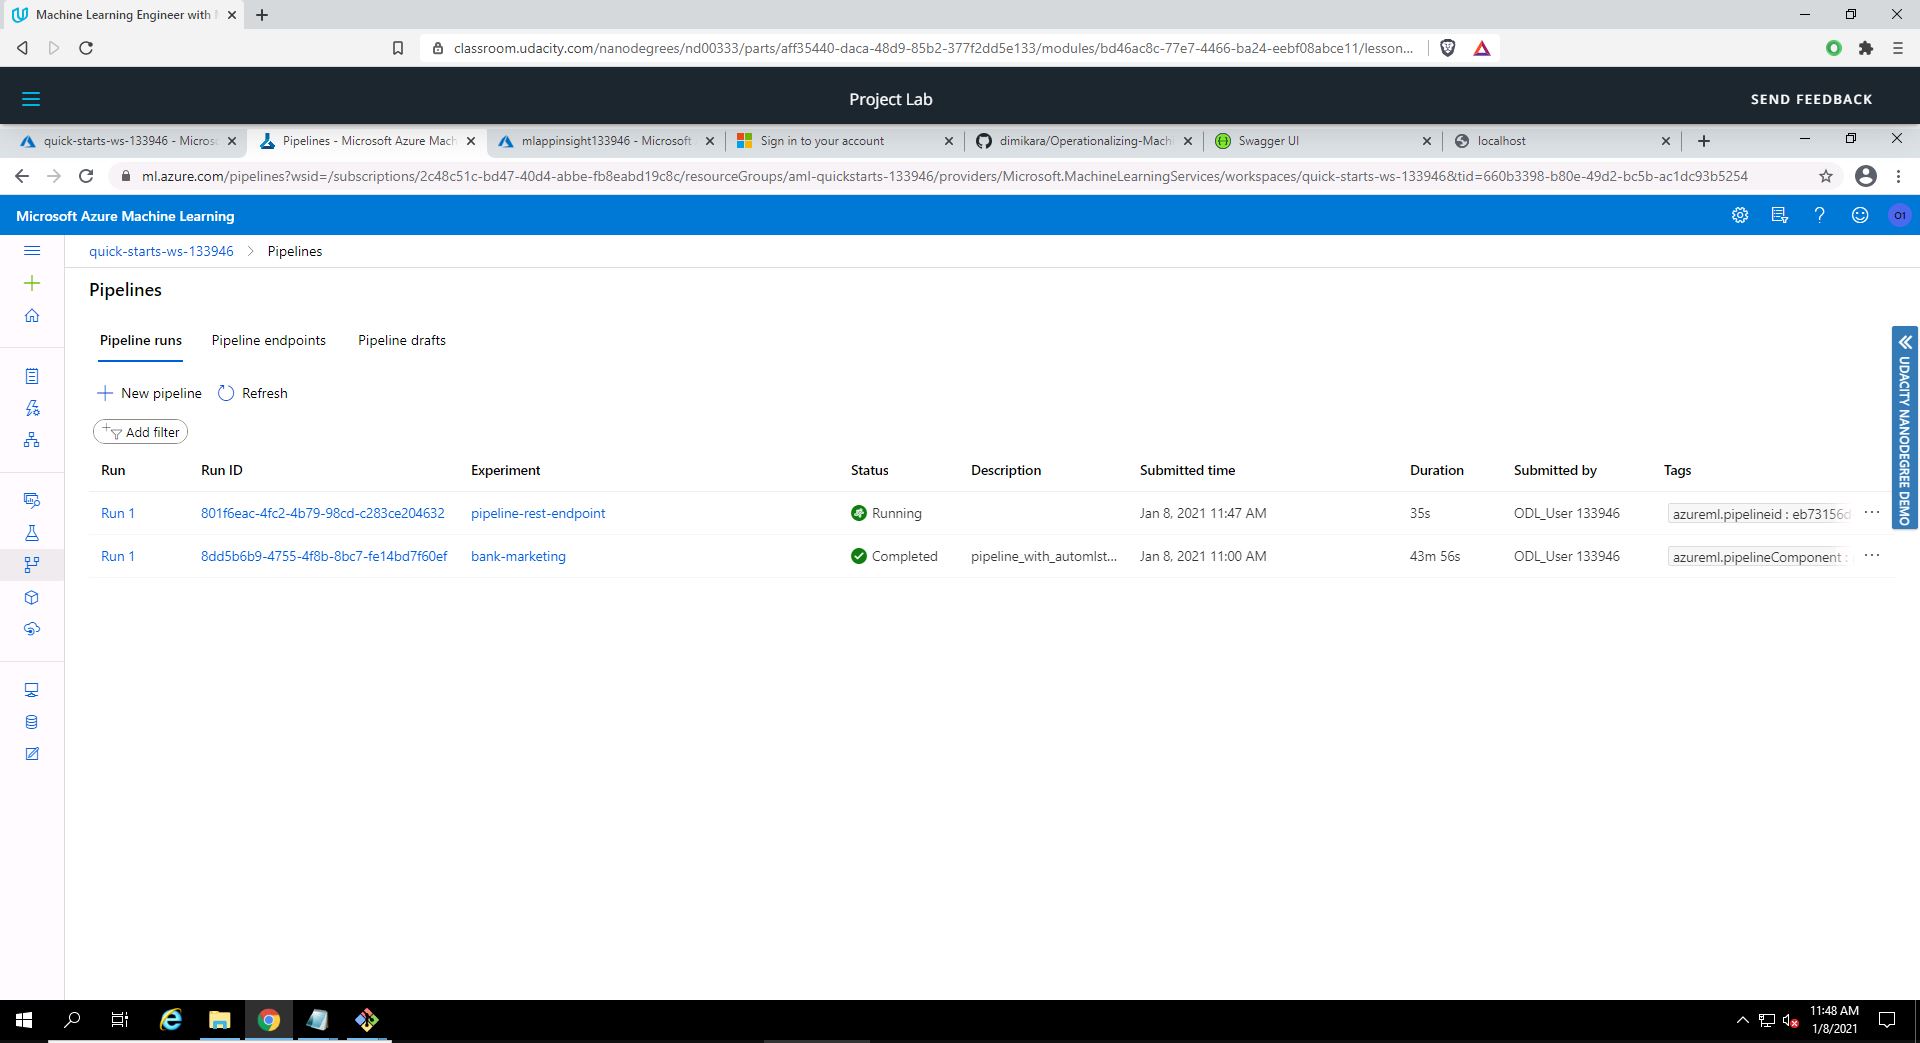 Machine Learning Engineer with
classroom.udacity.com/nanodegrees/nd00333/parts/aff35440-daca-48d9-85b2-377f2dd5e133/modules/bd46ac8c-77e7-4466-ba24-eebf08abce11/lesson...
Project Lab
SEND FEEDBACK
quick-starts-ws-133946 - Micros
Pipelines - Microsoft Azure Mach
mlappinsight133946 - Microsoft
Sign in to your account
dimikara/Operationalizing-Machi
Swagger UI
localhost
ml.azure.com/pipelines?wsid=/subscriptions/2c48c51c-bd47-40d4-abbe-fb8eabd19c8c/resourceGroups/aml-quickstarts-133946/providers/Microsoft.MachineLearningServices/workspaces/quick-starts-ws-133946&tid=660b3398-b80e-49d2-bc5b-ac1dc93b5254
Microsoft Azure Machine Learning
O1
quick-starts-ws-133946 > Pipelines
Pipelines
Pipeline runs Pipeline endpoints Pipeline drafts
New pipeline Refresh
Add filter
Run Run ID Experiment Status Description Submitted time Duration Submitted by Tags
Run 1 801f6eac-4fc2-4b79-98cd-c283ce204632 pipeline-rest-endpoint Running Jan 8, 2021 11:47 AM 35s ODL_User 133946 azureml.pipelineid : eb73156d ...
Run 1 8dd5b6b9-4755-4f8b-8bc7-fe14bd7f60ef bank-marketing Completed pipeline_with_automlst... Jan 8, 2021 11:00 AM 43m 56s ODL_User 133946 azureml.pipelineComponent : ...
UDACITY NANODEGREE DEMO
11:48 AM
1/8/2021